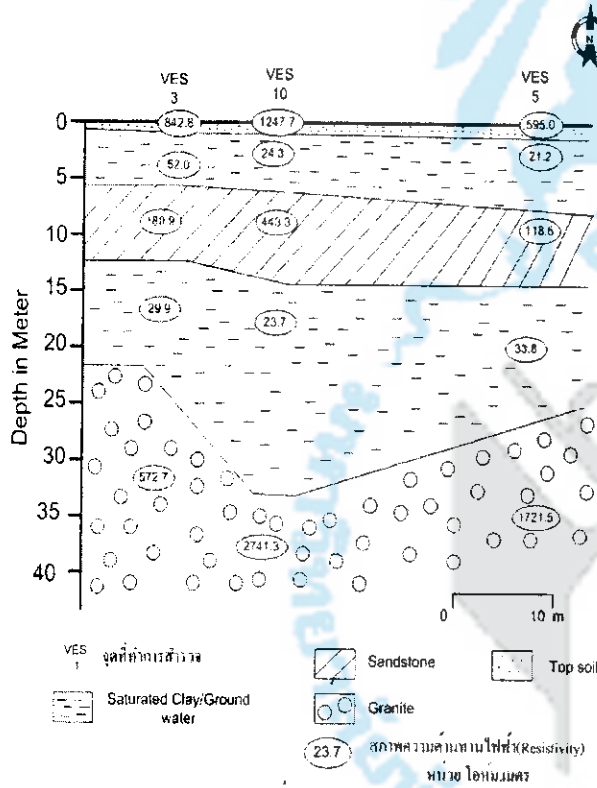 N
VES
3
VES
10
VES
5
0
842.8
1247.7
595.0
52.0
24.3
21.2
5
443.3
118.6
10
15
29.9
23.7
33.8
20
25
30
572.7
35
2741.3
1721.5
40
Depth in Meter
0 10 m
VES
1 จุดที่ทำการสำรวจ
Sandstone
Top soil
Saturated Clay/Ground
water
Granite
23.7 สภาพความต้านทานไฟฟ้า(Resistivity)
หน่วย โอห์ม.เมตร